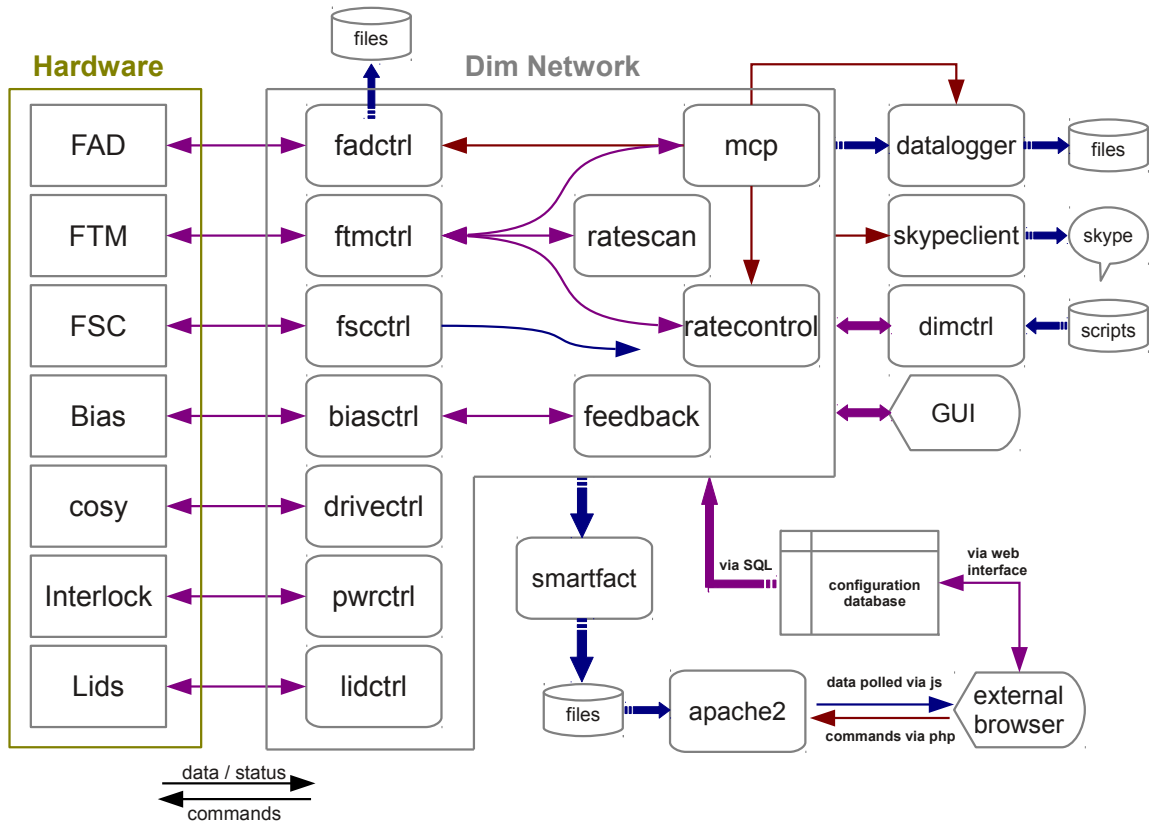 files
Hardware
Dim Network
FAD
fadctrl
mcp
datalogger
files
FTM
ftmctrl
ratescan
skypeclient
skype
FSC
fscctrl
ratecontrol
dimctrl
scripts
Bias
biasctrl
feedback
GUI
cosy
drivectrl
smartfact
via SQL
configuration
database
via web
interface
Interlock
pwrctrl
Lids
lidctrl
files
apache2
data polled via js
commands via php
external
browser
data / status
commands